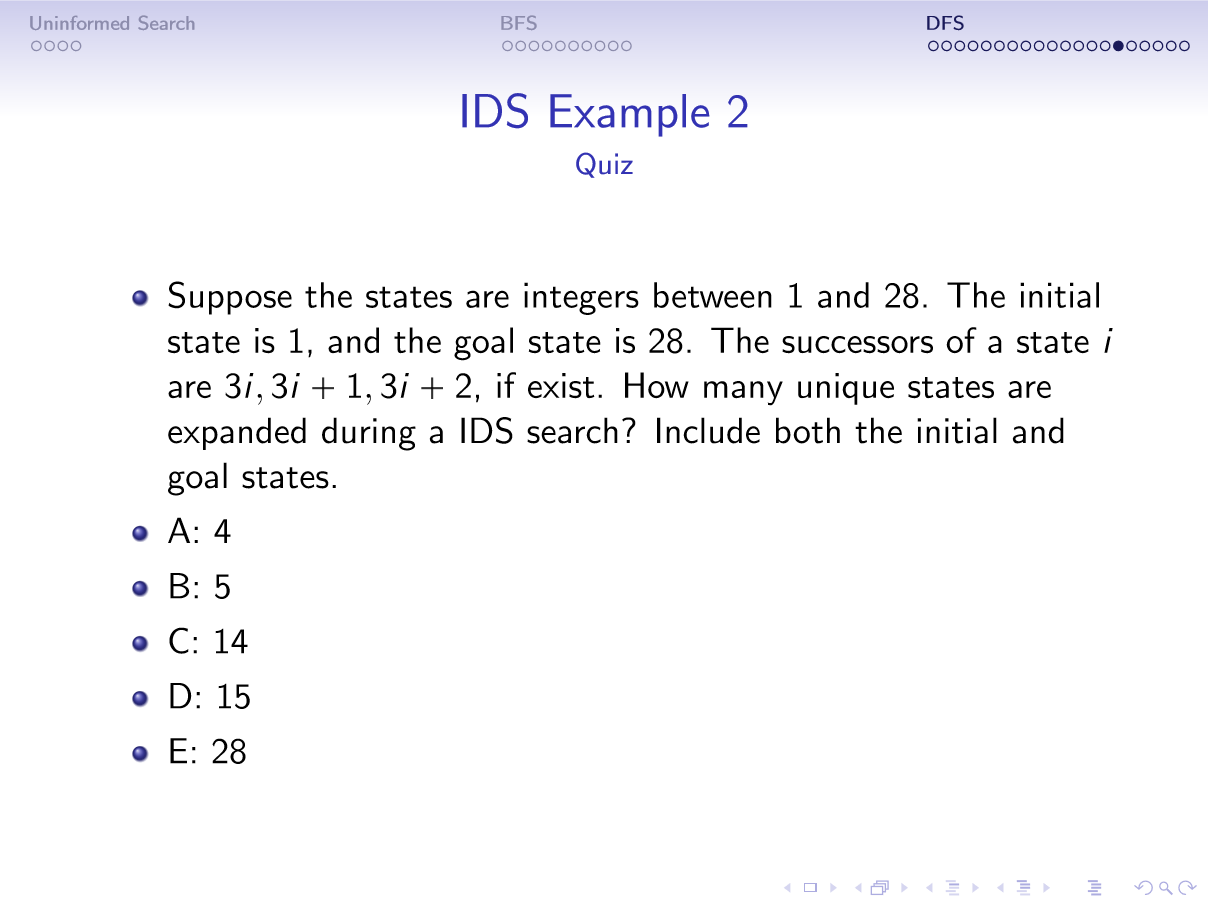 Uninformed Search
BFS
DFS
IDS Example 2
Quiz
Suppose the states are integers between 1 and 28. The initial
state is 1, and the goal state is 28. The successors of a state i
are 3i, 3i + 1, 3i + 2, if exist. How many unique states are
expanded during a IDS search? Include both the initial and
goal states.
A: 4
B: 5
C: 14
D: 15
E: 28